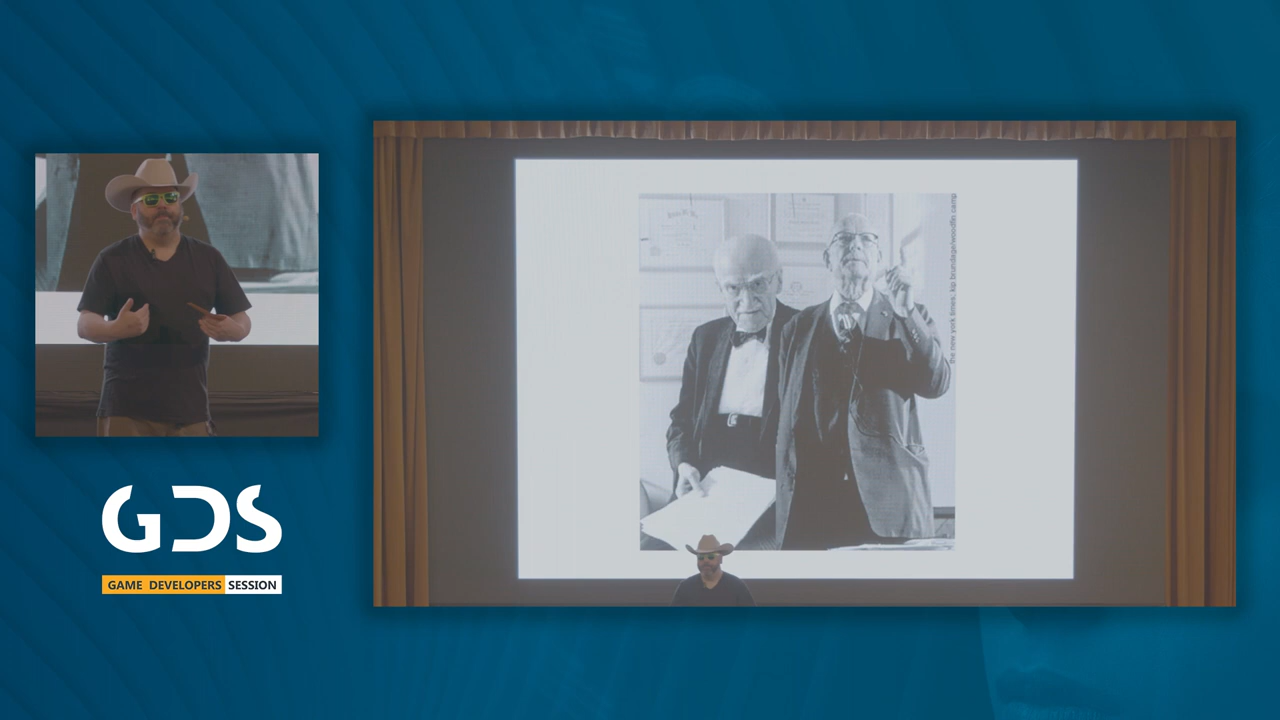 GDS
GAME DEVELOPERS SESSION
the new york times; kip brundage/woodfin camp